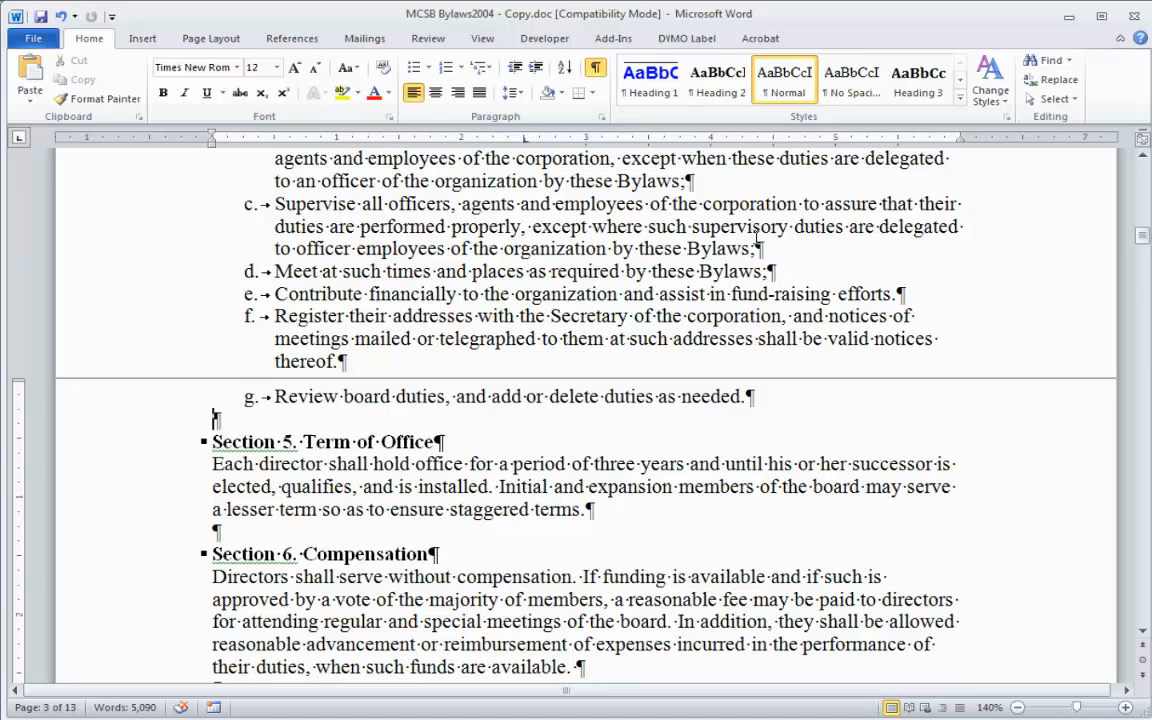 MCSB Bylaws2004 - Copy.doc [Compatibility Mode] - Microsoft Word
File Home Insert Page Layout References Mailings Review View Developer Add-Ins DYMO Label Acrobat
Paste Cut Copy Format Painter
Clipboard
Times New Rom 12
Font
Paragraph
AaBbC AaBbCcl AaBbCcI AaBbCcI AaBbCc
Heading 1 ¶ Heading 2 ¶ Normal ¶ No Spaci... Heading 3
Styles
Change Styles
Find
Replace
Select
Editing
1 1 2 3 4 5 6 7
agents and employees of the corporation, except when these duties are delegated
to an officer of the organization by these Bylaws;¶
c. Supervise all officers, agents and employees of the corporation to assure that their
duties are performed properly, except where such supervisory duties are delegated
to officer employees of the organization by these Bylaws;¶
d. Meet at such times and places as required by these Bylaws;¶
e. Contribute financially to the organization and assist in fund-raising efforts.¶
f. Register their addresses with the Secretary of the corporation, and notices of
meetings mailed or telegraphed to them at such addresses shall be valid notices
thereof.¶
g. Review board duties, and add or delete duties as needed.¶
¶
Section 5. Term of Office¶
Each director shall hold office for a period of three years and until his or her successor is
elected, qualifies, and is installed. Initial and expansion members of the board may serve
a lesser term so as to ensure staggered terms.¶
¶
Section 6. Compensation¶
Directors shall serve without compensation. If funding is available and if such is
approved by a vote of the majority of members, a reasonable fee may be paid to directors
for attending regular and special meetings of the board. In addition, they shall be allowed
reasonable advancement or reimbursement of expenses incurred in the performance of
their duties, when such funds are available. ¶
Page: 3 of 13 Words: 5,090 140%